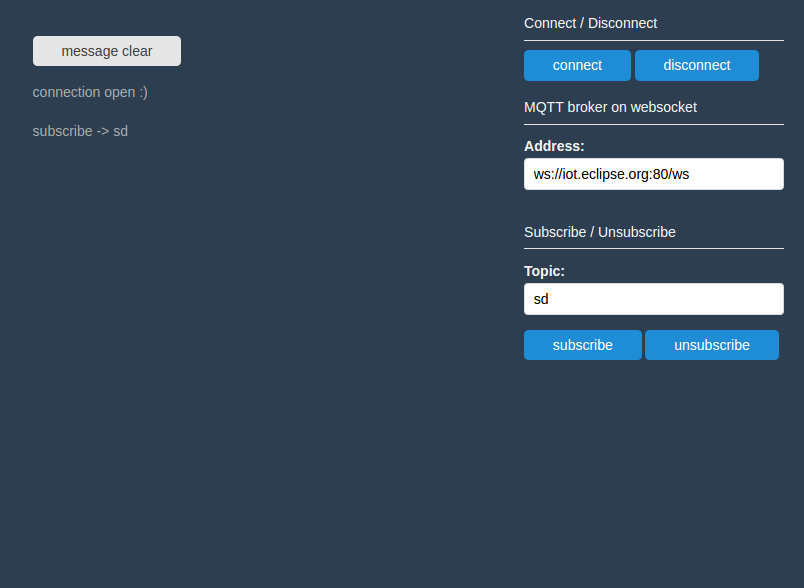 message clear
connection open :)
subscribe -> sd
Connect / Disconnect
connect disconnect
MQTT broker on websocket
Address:
ws://iot.eclipse.org:80/ws
Subscribe / Unsubscribe
Topic:
sd
subscribe unsubscribe